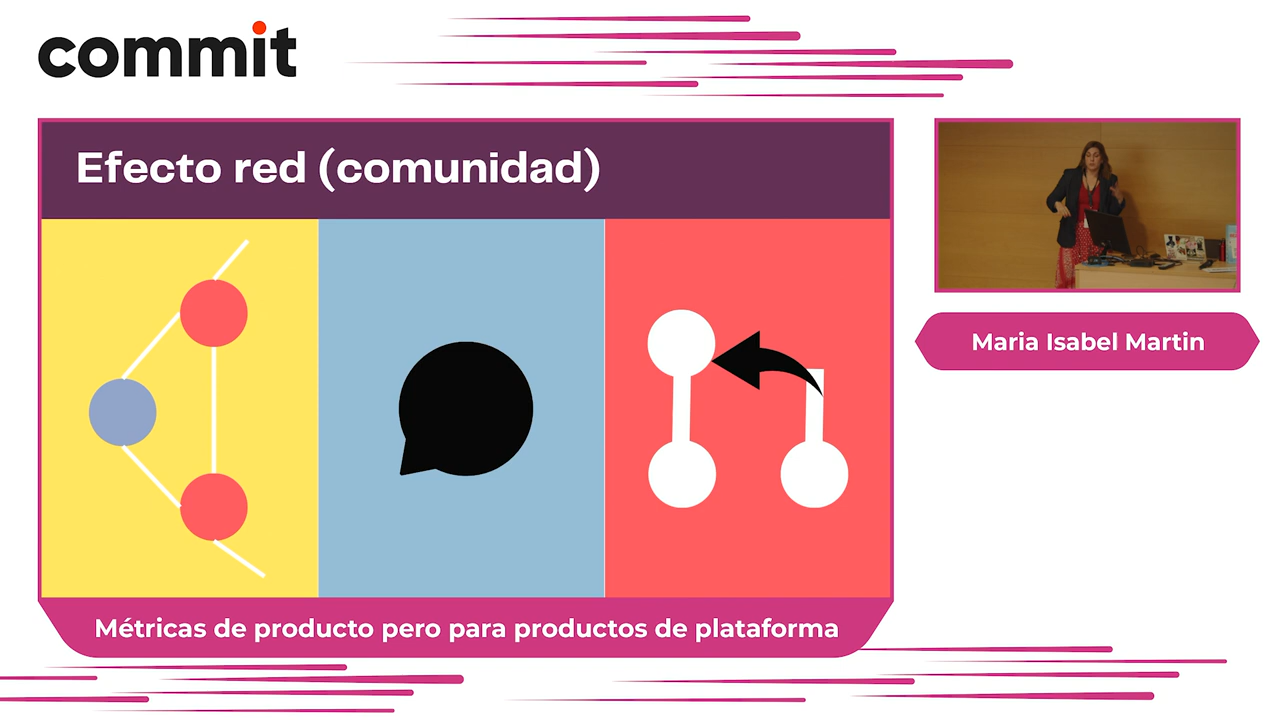 commit
Efecto red (comunidad)
Maria Isabel Martin
Métricas de producto pero para productos de plataforma